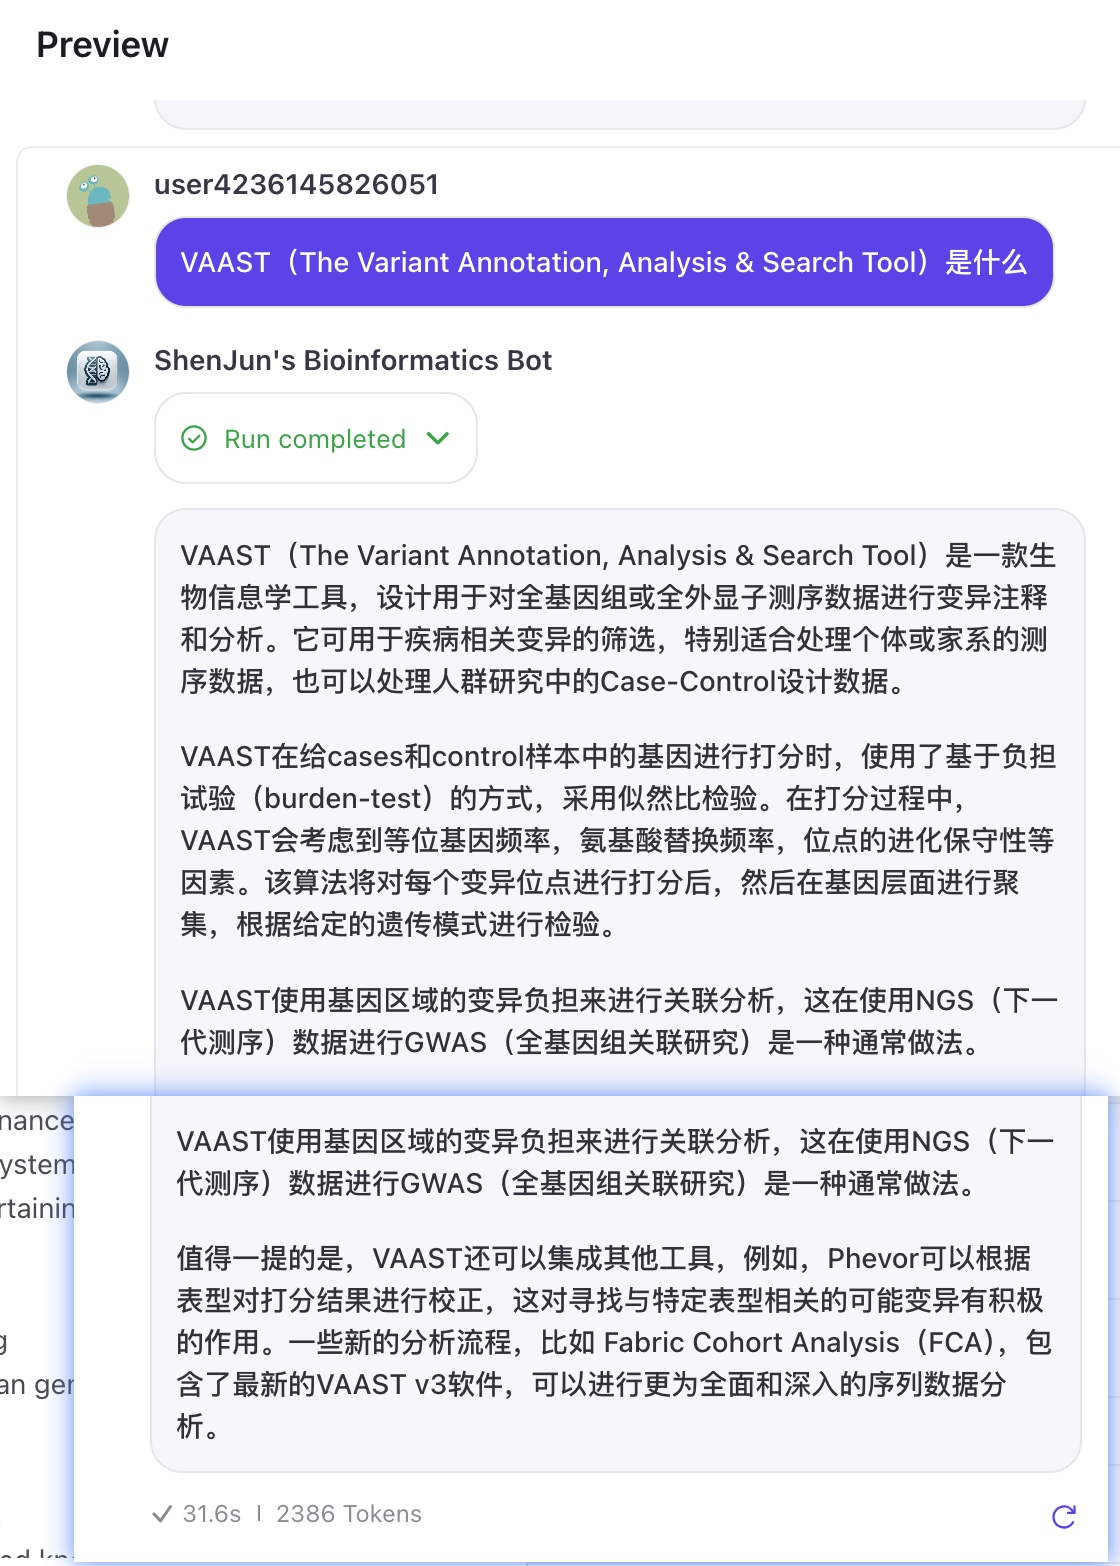 Preview
user4236145826051
VAAST（The Variant Annotation, Analysis & Search Tool）是什么
ShenJun's Bioinformatics Bot
Run completed
VAAST（The Variant Annotation, Analysis & Search Tool）是一款生
物信息学工具，设计用于对全基因组或全外显子测序数据进行变异注释
和分析。它可用于疾病相关变异的筛选，特别适合处理个体或家系的测
序数据，也可以处理人群研究中的Case-Control设计数据。
VAAST在给cases和control样本中的基因进行打分时，使用了基于负担
试验（burden-test）的方式，采用似然比检验。在打分过程中，
VAAST会考虑到等位基因频率，氨基酸替换频率，位点的进化保守性等
因素。该算法将对每个变异位点进行打分后，然后在基因层面进行聚
集，根据给定的遗传模式进行检验。
VAAST使用基因区域的变异负担来进行关联分析，这在使用NGS（下一
代测序）数据进行GWAS（全基因组关联研究）是一种通常做法。
nance
ystem
rtainin
g
an ger
VAAST使用基因区域的变异负担来进行关联分析，这在使用NGS（下一
代测序）数据进行GWAS（全基因组关联研究）是一种通常做法。
值得一提的是，VAAST还可以集成其他工具，例如，Phevor可以根据
表型对打分结果进行校正，这对寻找与特定表型相关的可能变异有积极
的作用。一些新的分析流程，比如 Fabric Cohort Analysis（FCA），包
含了最新的VAAST v3软件，可以进行更为全面和深入的序列数据分
析。
31.6s | 2386 Tokens